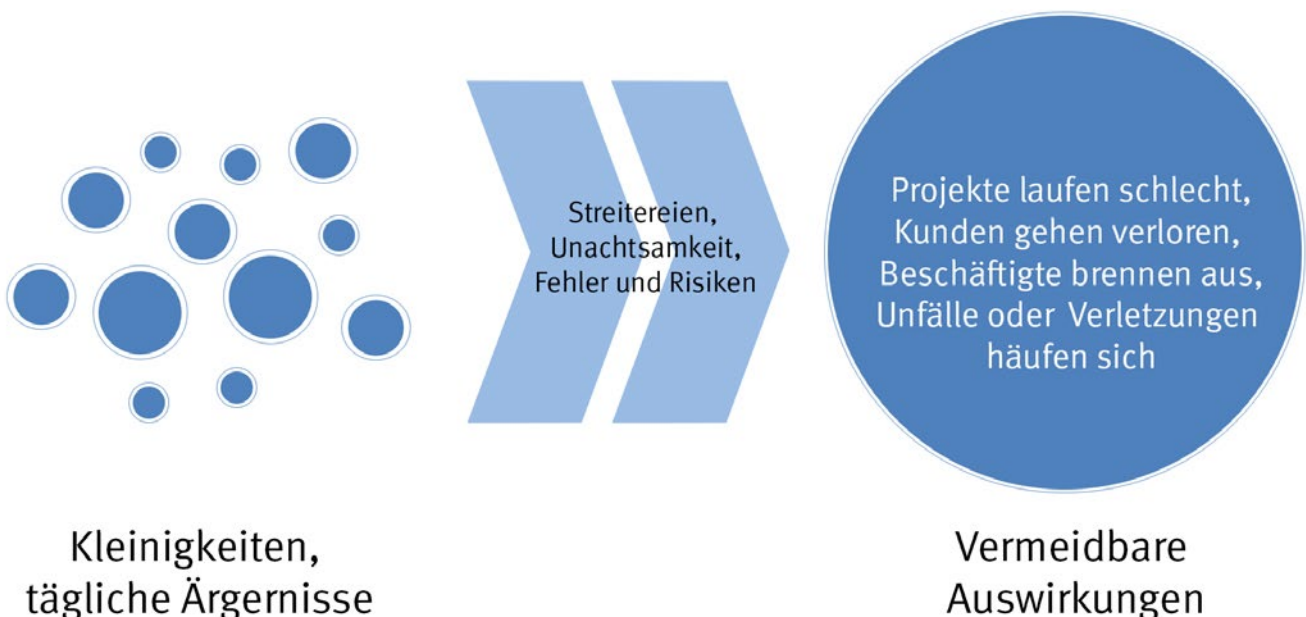 Streitereien,
Unachtsamkeit,
Fehler und Risiken
Projekte laufen schlecht,
Kunden gehen verloren,
Beschäftigte brennen aus,
Unfälle oder Verletzungen
häufen sich
Kleinigkeiten,
tägliche Ärgernisse
Vermeidbare
Auswirkungen